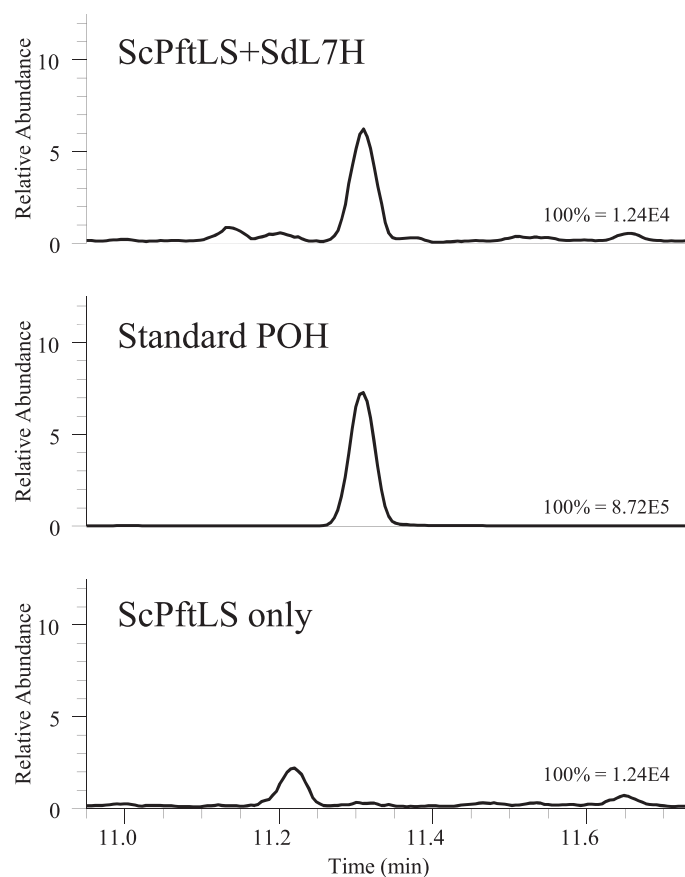 ScPftLS+SdL7H
Relative Abundance
10
5
0
100% = 1.24E4
Standard POH
Relative Abundance
10
5
0
100% = 8.72E5
ScPftLS only
Relative Abundance
10
5
0
100% = 1.24E4
11.0 11.2 11.4 11.6
Time (min)